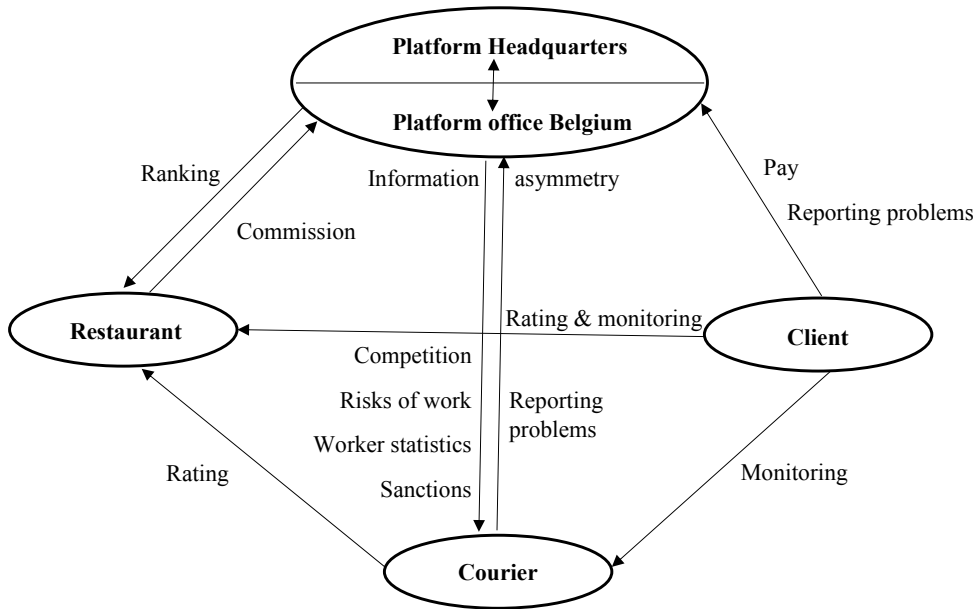 Platform Headquarters
Platform office Belgium
Ranking
Information asymmetry
Pay
Commission
Reporting problems
Restaurant
Rating & monitoring
Client
Competition
Risks of work
Reporting
problems
Worker statistics
Rating
Sanctions
Monitoring
Courier